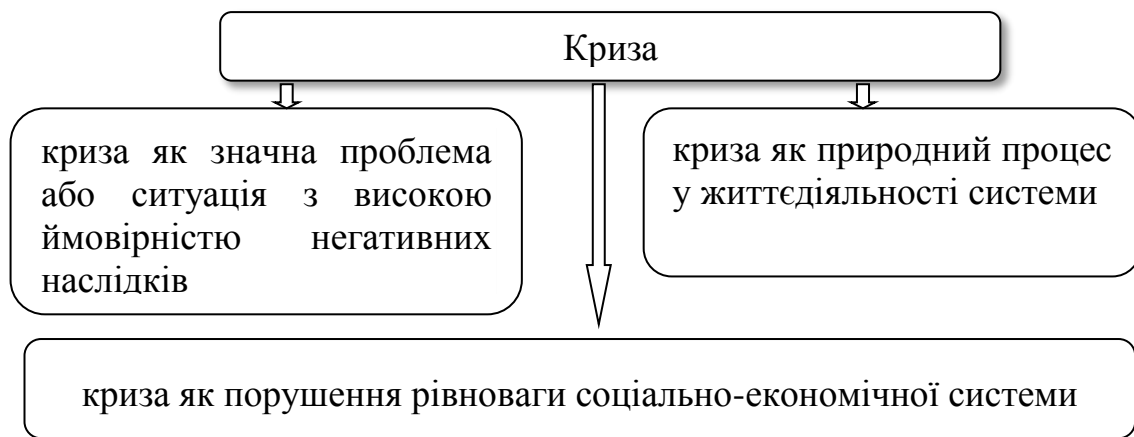 Криза
криза як значна проблема
або ситуація з високою
ймовірністю негативних
наслідків
криза як природний процес
у життєдіяльності системи
криза як порушення рівноваги соціально-економічної системи